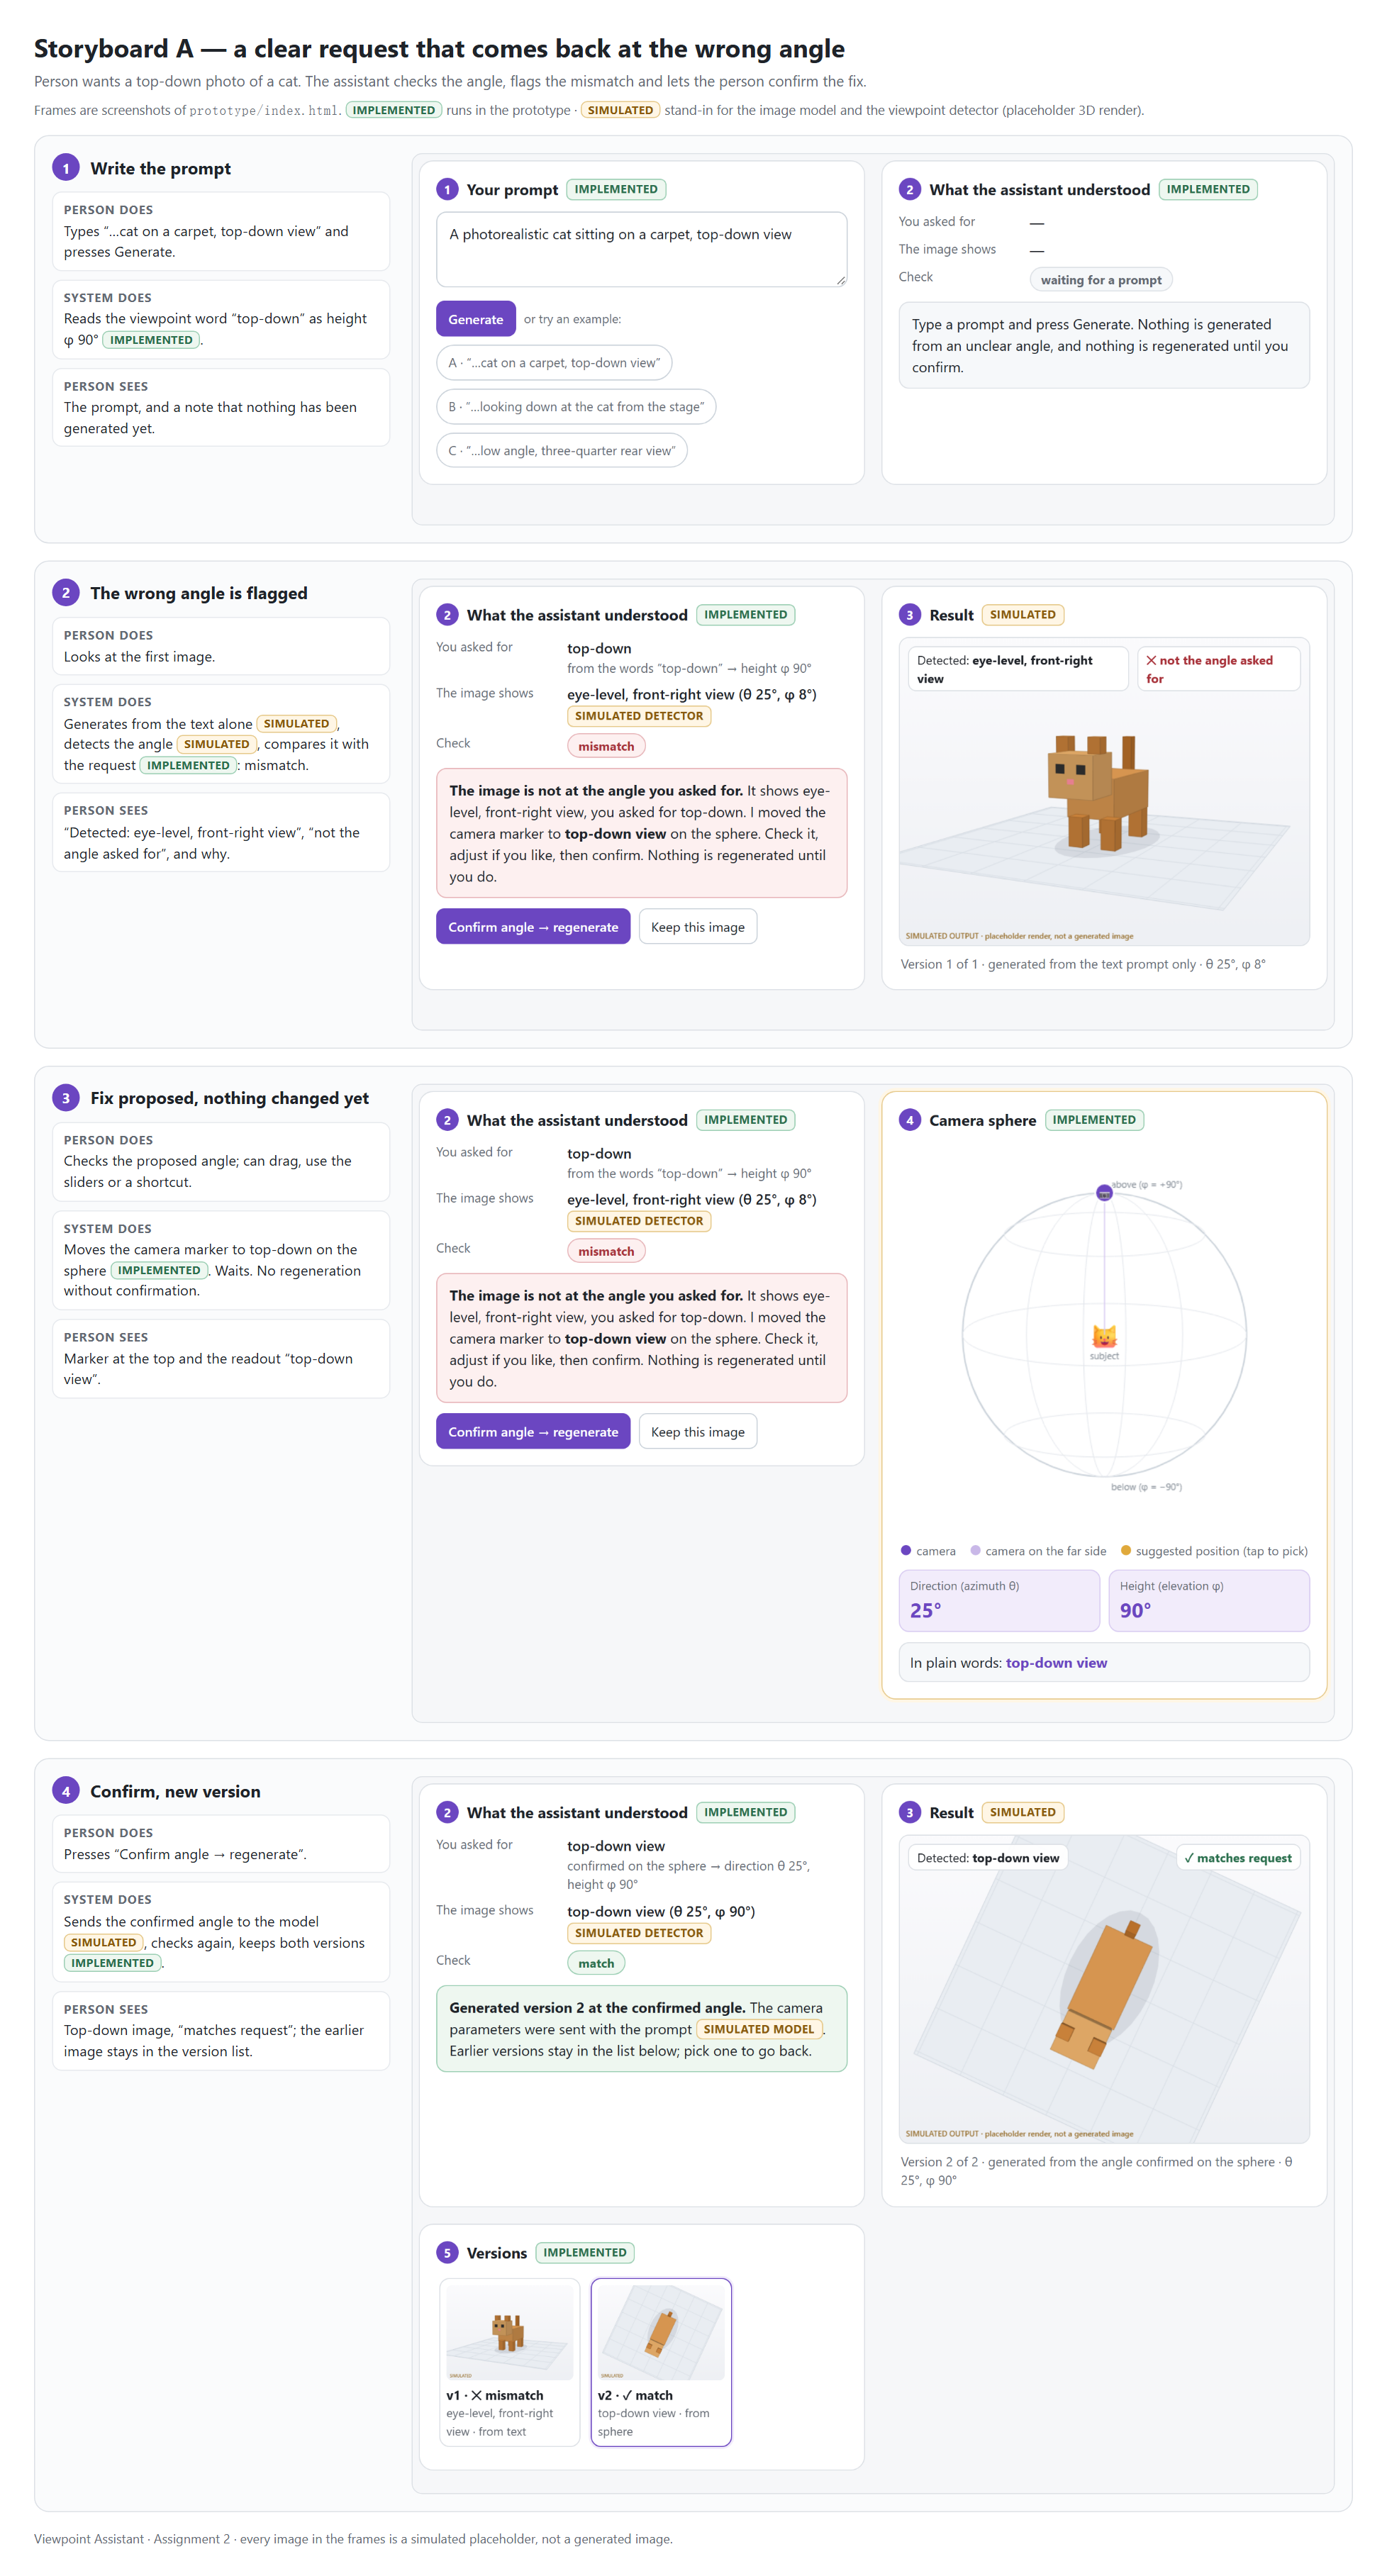 Storyboard A — a clear request that comes back at the wrong angle
Person wants a top-down photo of a cat. The assistant checks the angle, flags the mismatch and lets the person confirm the fix.
Frames are screenshots of prototype/index.html. IMPLEMENTED runs in the prototype · SIMULATED stand-in for the image model and the viewpoint detector (placeholder 3D render).
1 Write the prompt
PERSON DOES
Types “...cat on a carpet, top-down view” and
presses Generate.
SYSTEM DOES
Reads the viewpoint word “top-down” as height
φ 90° IMPLEMENTED.
PERSON SEES
The prompt, and a note that nothing has been
generated yet.
1 Your prompt IMPLEMENTED
A photorealistic cat sitting on a carpet, top-down view
Generate or try an example:
A · “...cat on a carpet, top-down view”
B · “...looking down at the cat from the stage”
C · “...low angle, three-quarter rear view”
2 What the assistant understood IMPLEMENTED
You asked for —
The image shows —
Check waiting for a prompt
Type a prompt and press Generate. Nothing is generated
from an unclear angle, and nothing is regenerated until you
confirm.
2 The wrong angle is flagged
PERSON DOES
Looks at the first image.
SYSTEM DOES
Generates from the text alone SIMULATED,
detects the angle SIMULATED, compares it with
the request IMPLEMENTED: mismatch.
PERSON SEES
“Detected: eye-level, front-right view”, “not the
angle asked for”, and why.
2 What the assistant understood IMPLEMENTED
You asked for top-down
from the words “top-down” → height φ 90°
The image shows eye-level, front-right view (θ 25°, φ 8°)
SIMULATED DETECTOR
Check mismatch
The image is not at the angle you asked for. It shows eye-
level, front-right view, you asked for top-down. I moved the
camera marker to top-down view on the sphere. Check it,
adjust if you like, then confirm. Nothing is regenerated until
you do.
Confirm angle → regenerate Keep this image
3 Result SIMULATED
Detected: eye-level, front-right
view
✕ not the angle asked
for
SIMULATED OUTPUT · placeholder render, not a generated image
Version 1 of 1 · generated from the text prompt only · θ 25°, φ 8°
3 Fix proposed, nothing changed yet
PERSON DOES
Checks the proposed angle; can drag, use the
sliders or a shortcut.
SYSTEM DOES
Moves the camera marker to top-down on the
sphere IMPLEMENTED. Waits. No regeneration
without confirmation.
PERSON SEES
Marker at the top and the readout “top-down
view”.
2 What the assistant understood IMPLEMENTED
You asked for top-down
from the words “top-down” → height φ 90°
The image shows eye-level, front-right view (θ 25°, φ 8°)
SIMULATED DETECTOR
Check mismatch
The image is not at the angle you asked for. It shows eye-
level, front-right view, you asked for top-down. I moved the
camera marker to top-down view on the sphere. Check it,
adjust if you like, then confirm. Nothing is regenerated until
you do.
Confirm angle → regenerate Keep this image
4 Camera sphere IMPLEMENTED
above (φ = +90°)
subject
below (φ = −90°)
camera camera on the far side suggested position (tap to pick)
Direction (azimuth θ)
25°
Height (elevation φ)
90°
In plain words: top-down view
4 Confirm, new version
PERSON DOES
Presses “Confirm angle → regenerate”.
SYSTEM DOES
Sends the confirmed angle to the model
SIMULATED, checks again, keeps both versions
IMPLEMENTED.
PERSON SEES
Top-down image, “matches request”; the earlier
image stays in the version list.
2 What the assistant understood IMPLEMENTED
You asked for top-down view
confirmed on the sphere → direction θ 25°,
height φ 90°
The image shows top-down view (θ 25°, φ 90°)
SIMULATED DETECTOR
Check match
Generated version 2 at the confirmed angle. The camera
parameters were sent with the prompt SIMULATED MODEL.
Earlier versions stay in the list below; pick one to go back.
3 Result SIMULATED
Detected: top-down view
✓ matches request
SIMULATED OUTPUT · placeholder render, not a generated image
Version 2 of 2 · generated from the angle confirmed on the sphere · θ
25°, φ 90°
5 Versions IMPLEMENTED
SIMULATED
v1 · ✕ mismatch
eye-level, front-right
view · from text
SIMULATED
v2 · ✓ match
top-down view · from
sphere
Viewpoint Assistant · Assignment 2 · every image in the frames is a simulated placeholder, not a generated image.